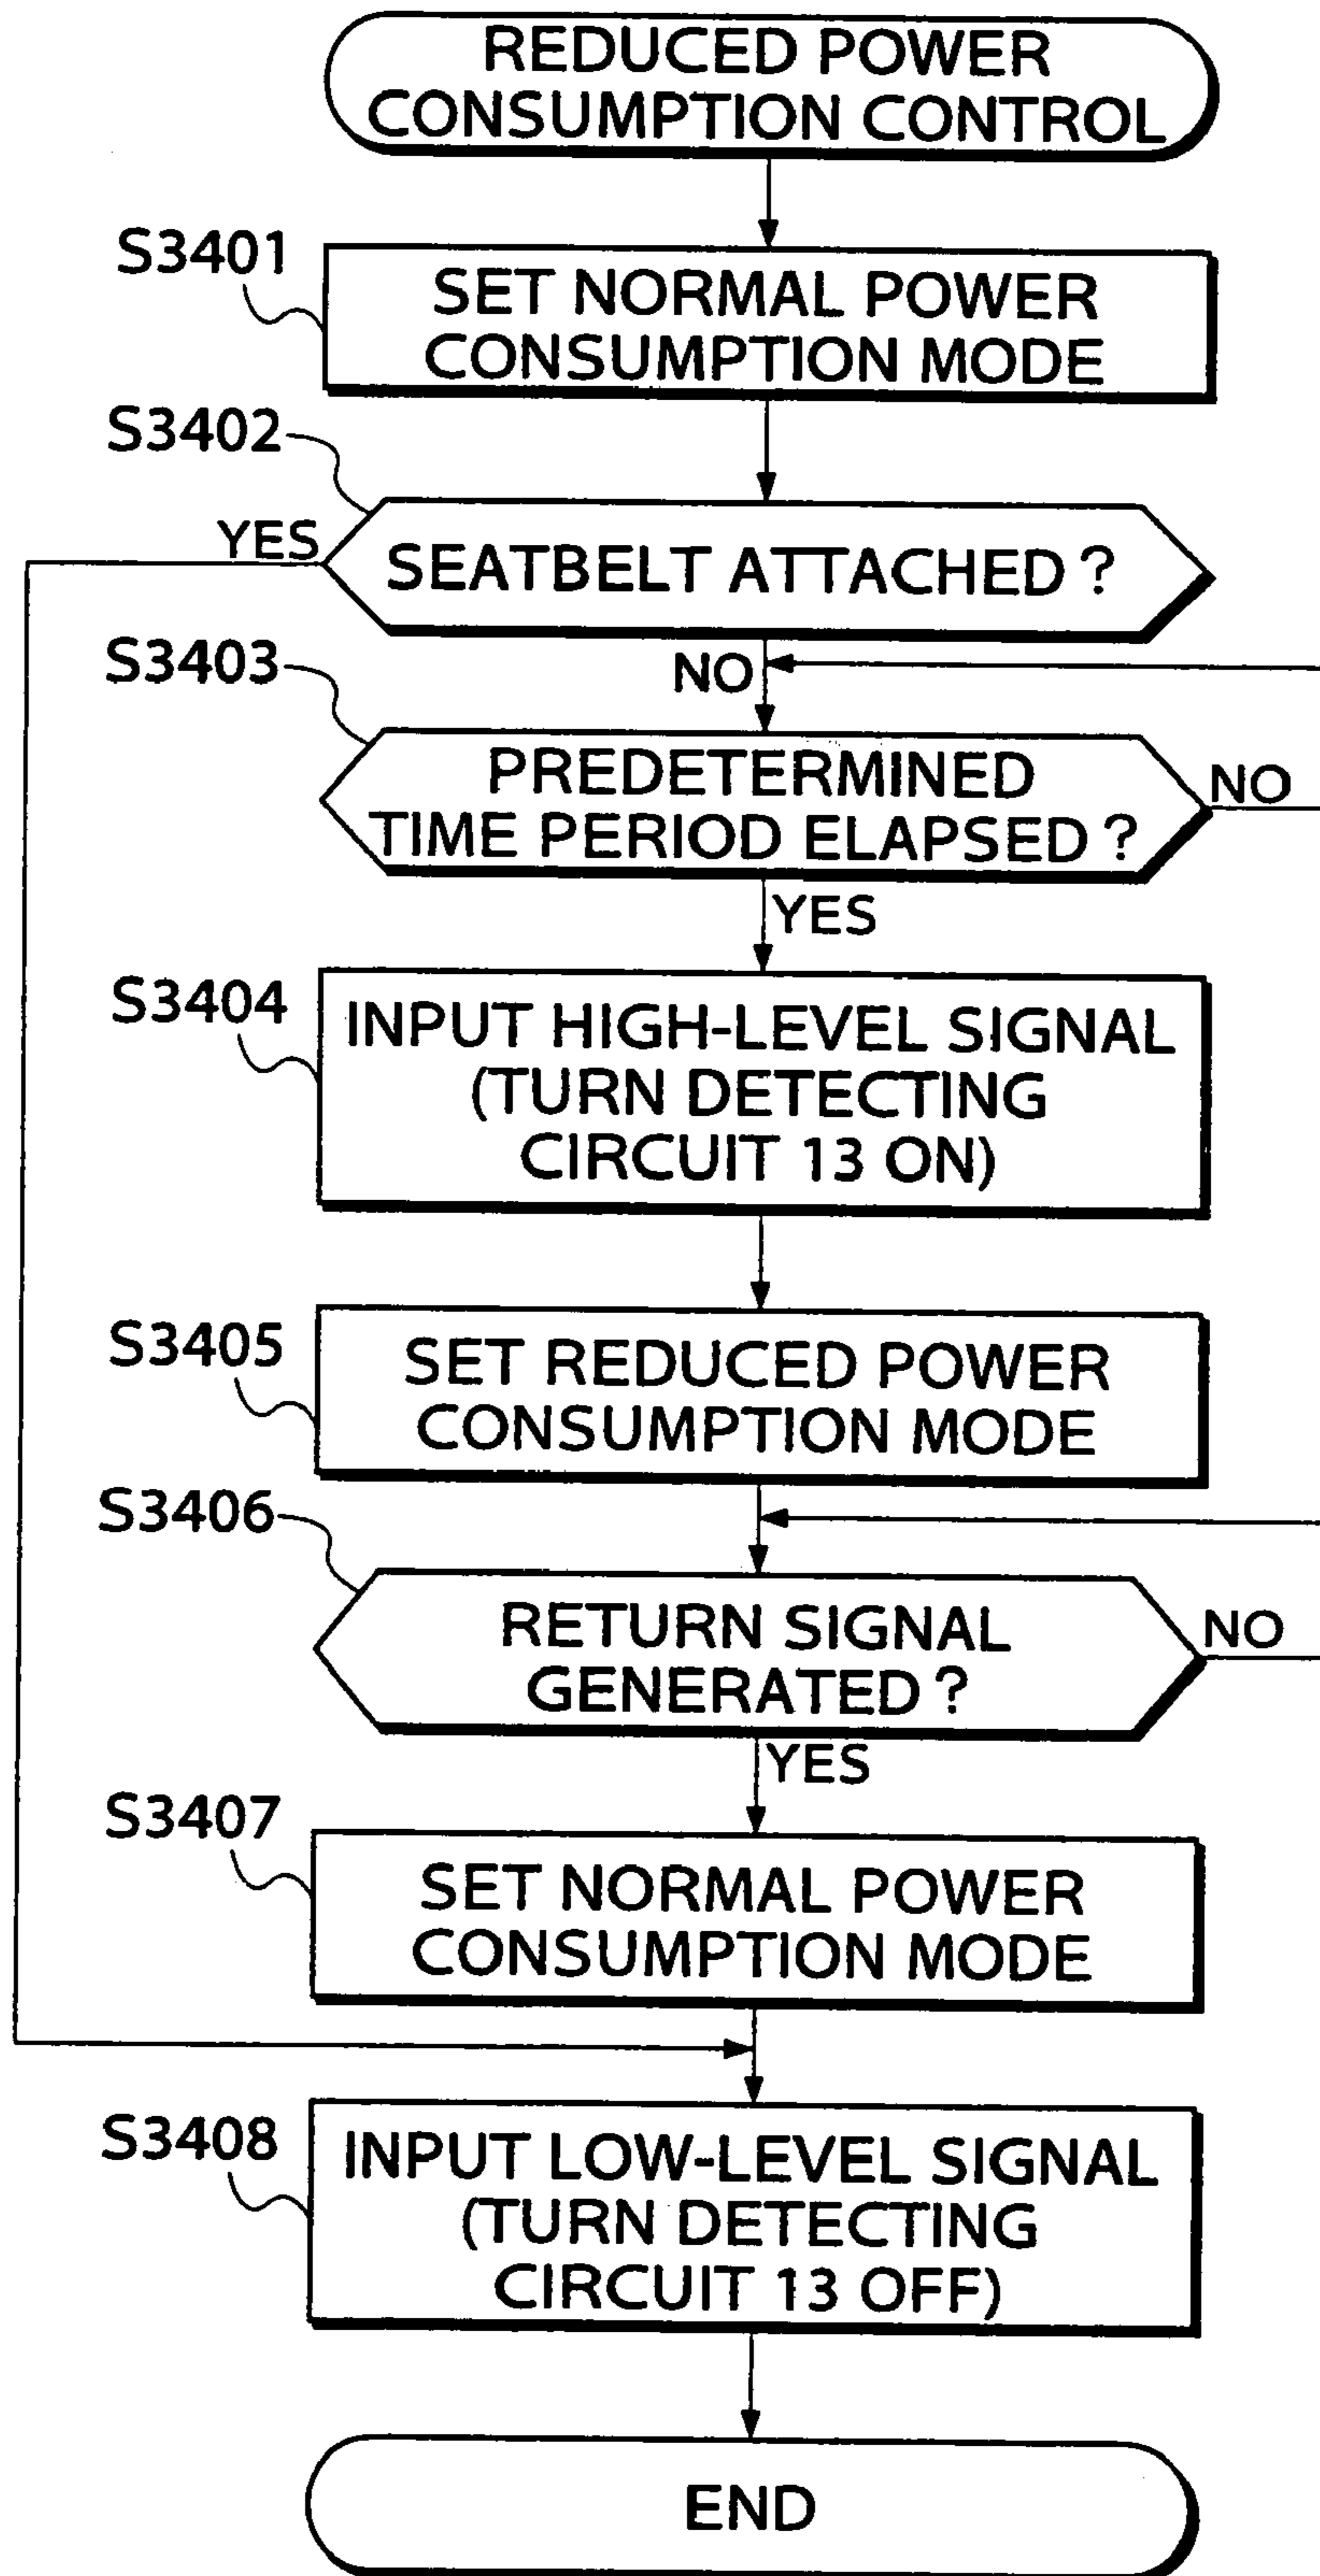 REDUCED POWER
CONSUMPTION CONTROL
S3401
SET NORMAL POWER
CONSUMPTION MODE
S3402
YES
SEATBELT ATTACHED ?
NO
S3403
PREDETERMINED
TIME PERIOD ELAPSED ?
NO
YES
S3404
INPUT HIGH-LEVEL SIGNAL
(TURN DETECTING
CIRCUIT 13 ON)
S3405
SET REDUCED POWER
CONSUMPTION MODE
S3406
RETURN SIGNAL
GENERATED ?
NO
YES
S3407
SET NORMAL POWER
CONSUMPTION MODE
S3408
INPUT LOW-LEVEL SIGNAL
(TURN DETECTING
CIRCUIT 13 OFF)
END